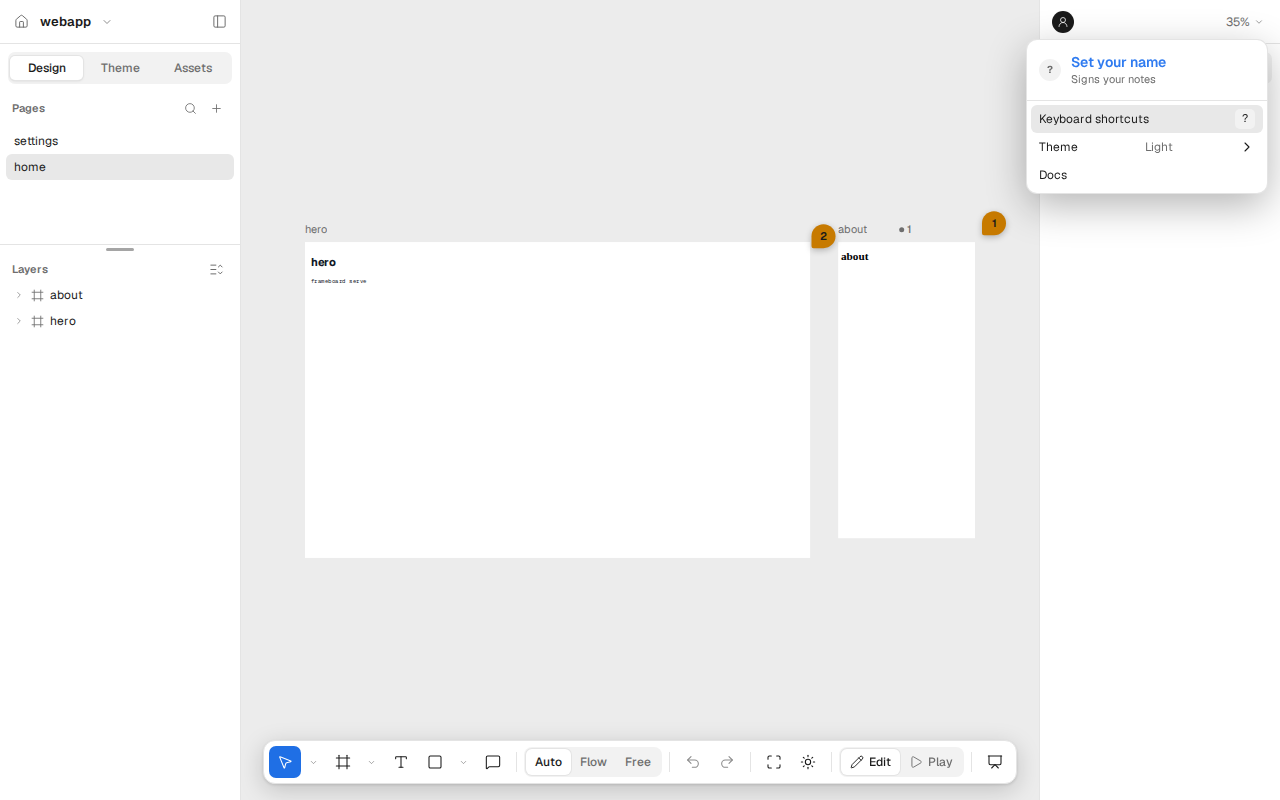 webapp
35%
Design Theme Assets
Set your name
?
Signs your notes
Pages
Keyboard shortcuts ?
settings
Theme Light
home
Docs
hero
2
about 1
1
hero
about
frameboard serve
Layers
about
hero
Auto Flow Free
Edit Play